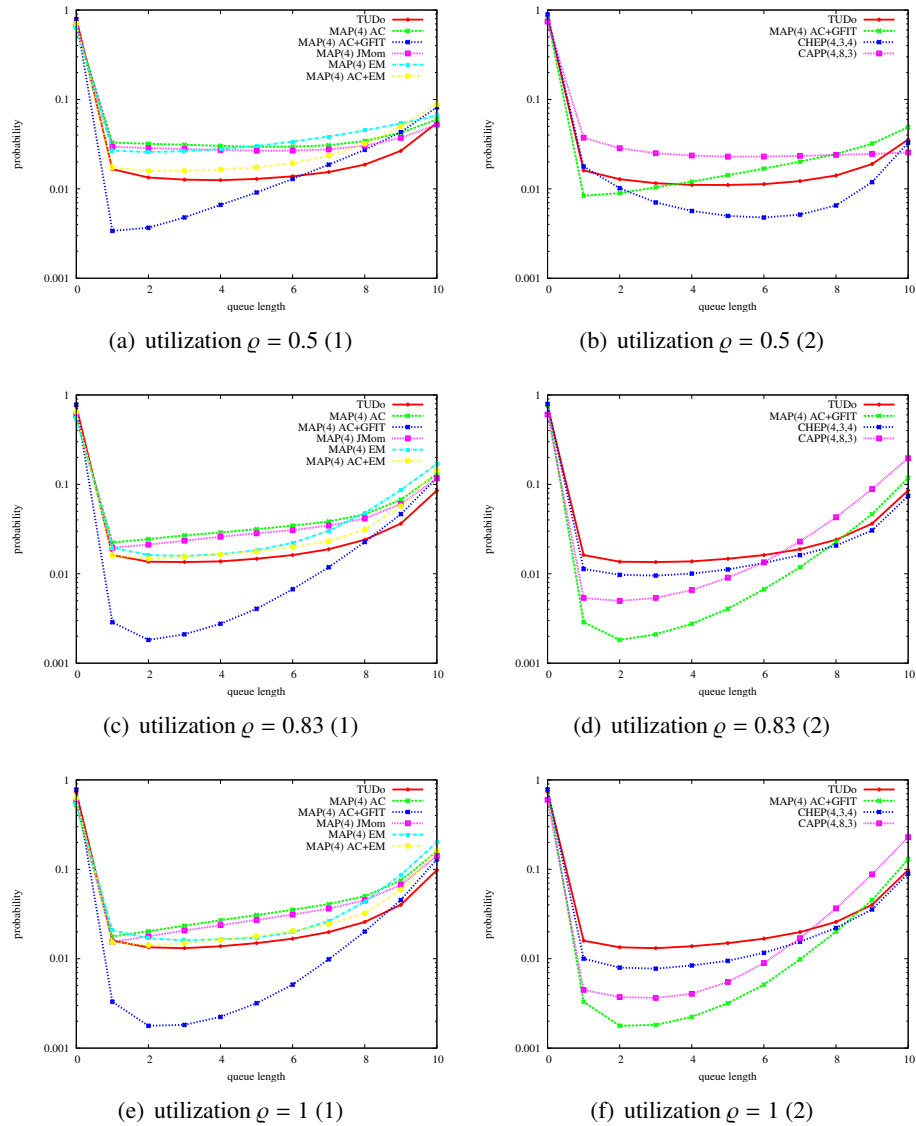 1
0.1
0.01
0.001
probability
0 2 4 6 8 10
queue length
TUDo
MAP(4) AC
MAP(4) AC+GFIT
MAP(4) JMom
MAP(4) EM
MAP(4) AC+EM
(a) utilization ϱ = 0.5 (1)
1
0.1
0.01
0.001
probability
0 2 4 6 8 10
queue length
TUDo
MAP(4) AC+GFIT
CHEP(4,3,4)
CAPP(4,8,3)
(b) utilization ϱ = 0.5 (2)
1
0.1
0.01
0.001
probability
0 2 4 6 8 10
queue length
TUDo
MAP(4) AC
MAP(4) AC+GFIT
MAP(4) JMom
MAP(4) EM
MAP(4) AC+EM
(c) utilization ϱ = 0.83 (1)
1
0.1
0.01
0.001
probability
0 2 4 6 8 10
queue length
TUDo
MAP(4) AC+GFIT
CHEP(4,3,4)
CAPP(4,8,3)
(d) utilization ϱ = 0.83 (2)
1
0.1
0.01
0.001
probability
0 2 4 6 8 10
queue length
TUDo
MAP(4) AC
MAP(4) AC+GFIT
MAP(4) JMom
MAP(4) EM
MAP(4) AC+EM
(e) utilization ϱ = 1 (1)
1
0.1
0.01
0.001
probability
0 2 4 6 8 10
queue length
TUDo
MAP(4) AC+GFIT
CHEP(4,3,4)
CAPP(4,8,3)
(f) utilization ϱ = 1 (2)